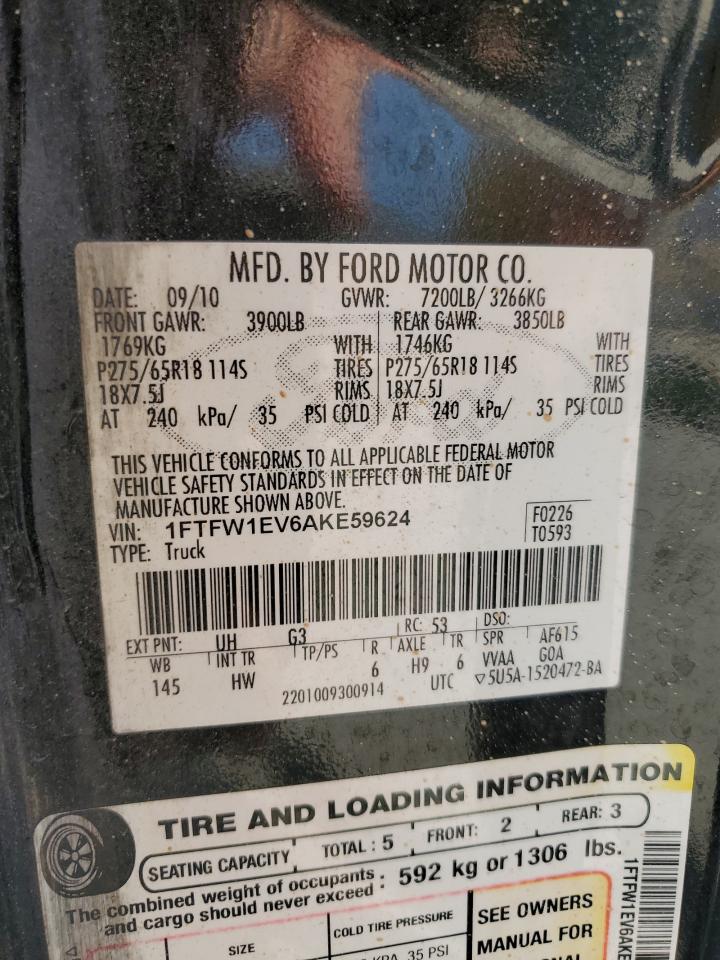 MFD. BY FORD MOTOR CO.
DATE: 09/10 GVWR: 7200LB/ 3266KG
FRONT GAWR: 3900LB REAR GAWR: 3850LB
1769KG WITH 1746KG WITH
P275/65R18 114S TIRES P275/65R18 114S TIRES
18X7.5J RIMS 18X7.5J RIMS
AT 240 kPa/ 35 PSI COLD AT 240 kPa/ 35 PSI COLD
THIS VEHICLE CONFORMS TO ALL APPLICABLE FEDERAL MOTOR
VEHICLE SAFETY STANDARDS IN EFFECT ON THE DATE OF
MANUFACTURE SHOWN ABOVE.
VIN: 1FTFW1EV6AKE59624 F0226
TYPE: Truck T0593
EXT PNT: UH G3 RC: 53 DSO:
WB INT TR TP/PS R AXLE TR SPR AF615
145 HW 6 H9 6 VVAA GOA
2201009300914 UTC ▽5U5A-1520472-BA
TIRE AND LOADING INFORMATION
SEATING CAPACITY TOTAL : 5 FRONT: 2 REAR: 3
The combined weight of occupants : 592 kg or 1306 lbs.
and cargo should never exceed :
SIZE COLD TIRE PRESSURE SEE OWNERS
35 PSI MANUAL FOR
1FTFW1EV6AKE